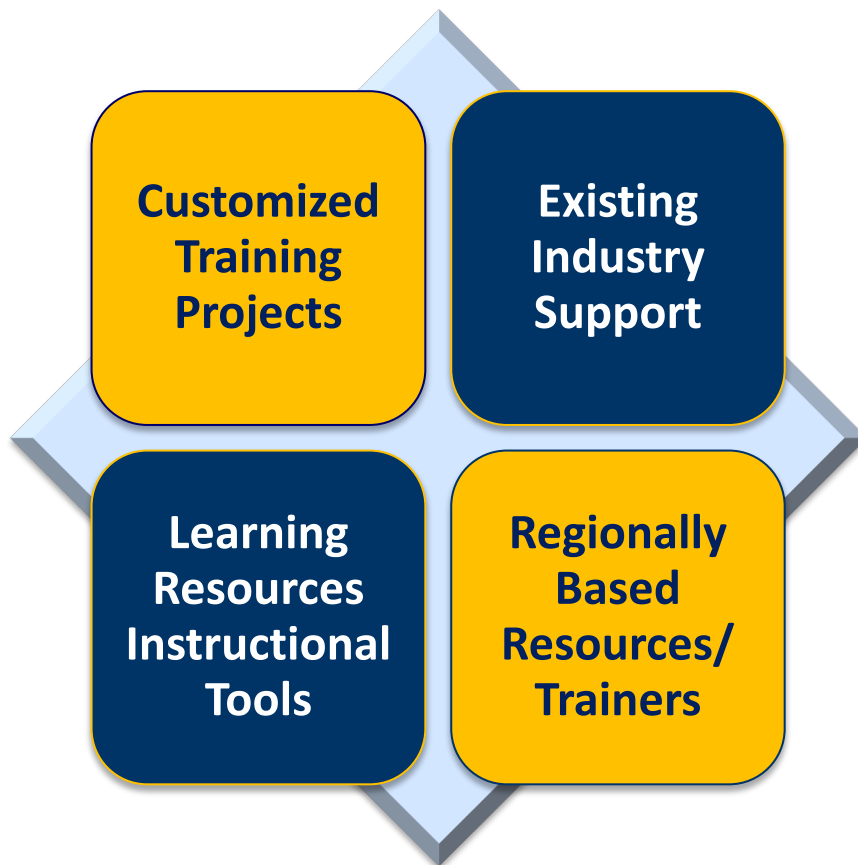 Customized
Training
Projects
Existing
Industry
Support
Learning
Resources
Instructional
Tools
Regionally
Based
Resources/
Trainers